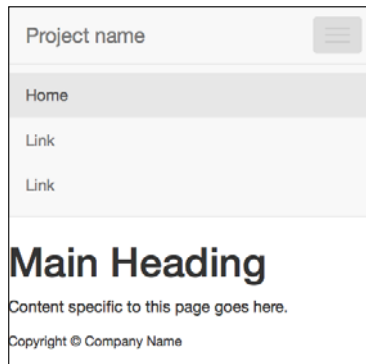 Project name
Home
Link
Link
Main Heading
Content specific to this page goes here.
Copyright © Company Name